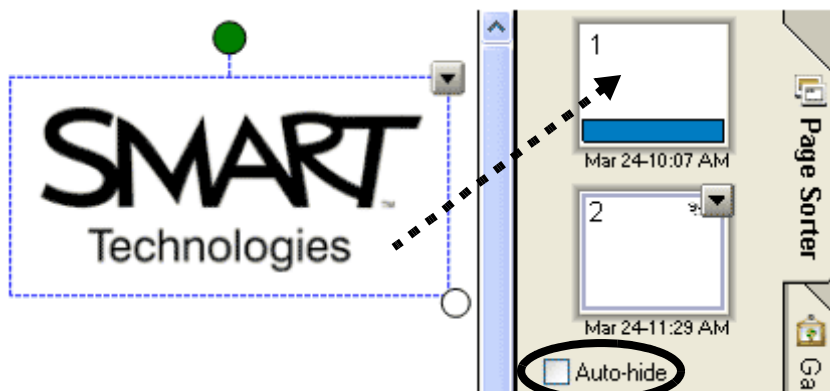 SMART
Technologies
1
Mar 24-10:07 AM
2
Mar 24-11:29 AM
Auto-hide
Page Sorter
Ga